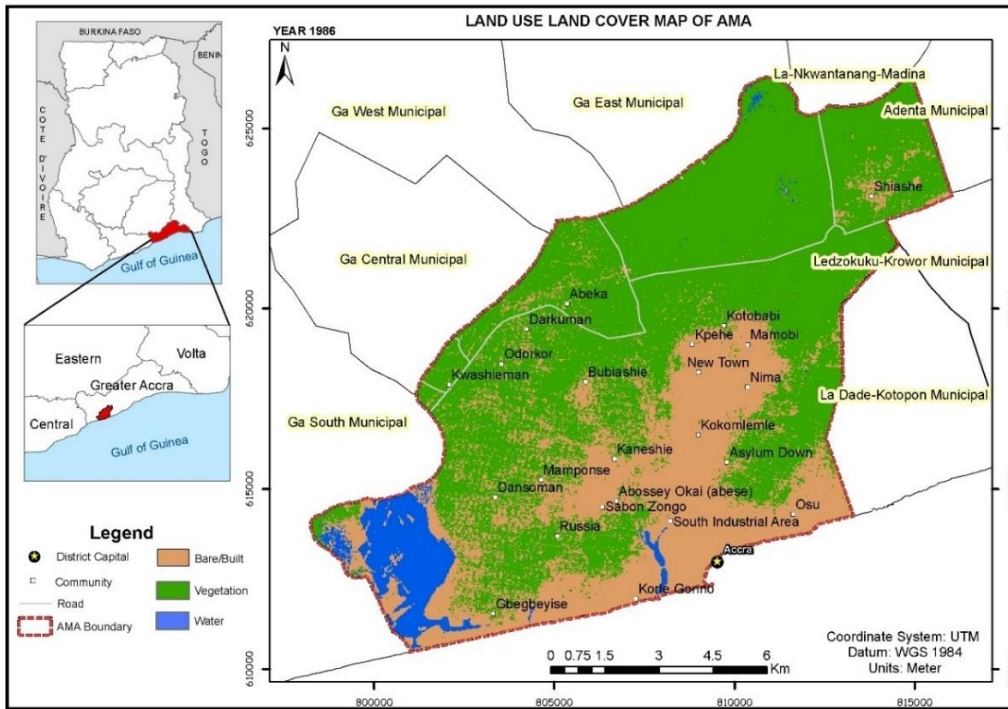 LAND USE LAND COVER MAP OF AMA
YEAR 1986
N
BURKINA FASO
BENIN
COTE D'IVOIRE
TOGO
Gulf of Guinea
Eastern
Volta
Greater Accra
Central
Gulf of Guinea
La-Nkwantanang-Madina
Ga East Municipal
Ga West Municipal
Adenta Municipal
Shiashe
Ga Central Municipal
Ledzokuku-Krowor Municipal
Abeka
Darkuman
Kotobabi
Kpehe
Mamobi
Odorkor
New Town
Kwashieman
Bubiashie
Nima
La Dade-Kotopon Municipal
Ga South Municipal
Kokomlemle
Kaneshie
Asylum Down
Mamponse
Dansoman
Abossey Okai (abese)
Sabon Zongo
Osu
Russia
South Industrial Area
Accra
Gbegbeyise
Korle Gonno
625000
620000
615000
610000
800000
805000
810000
815000
Legend
District Capital
Community
Road
AMA Boundary
Bare/Built
Vegetation
Water
0 0.75 1.5 3 4.5 6
Km
Coordinate System: UTM
Datum: WGS 1984
Units: Meter